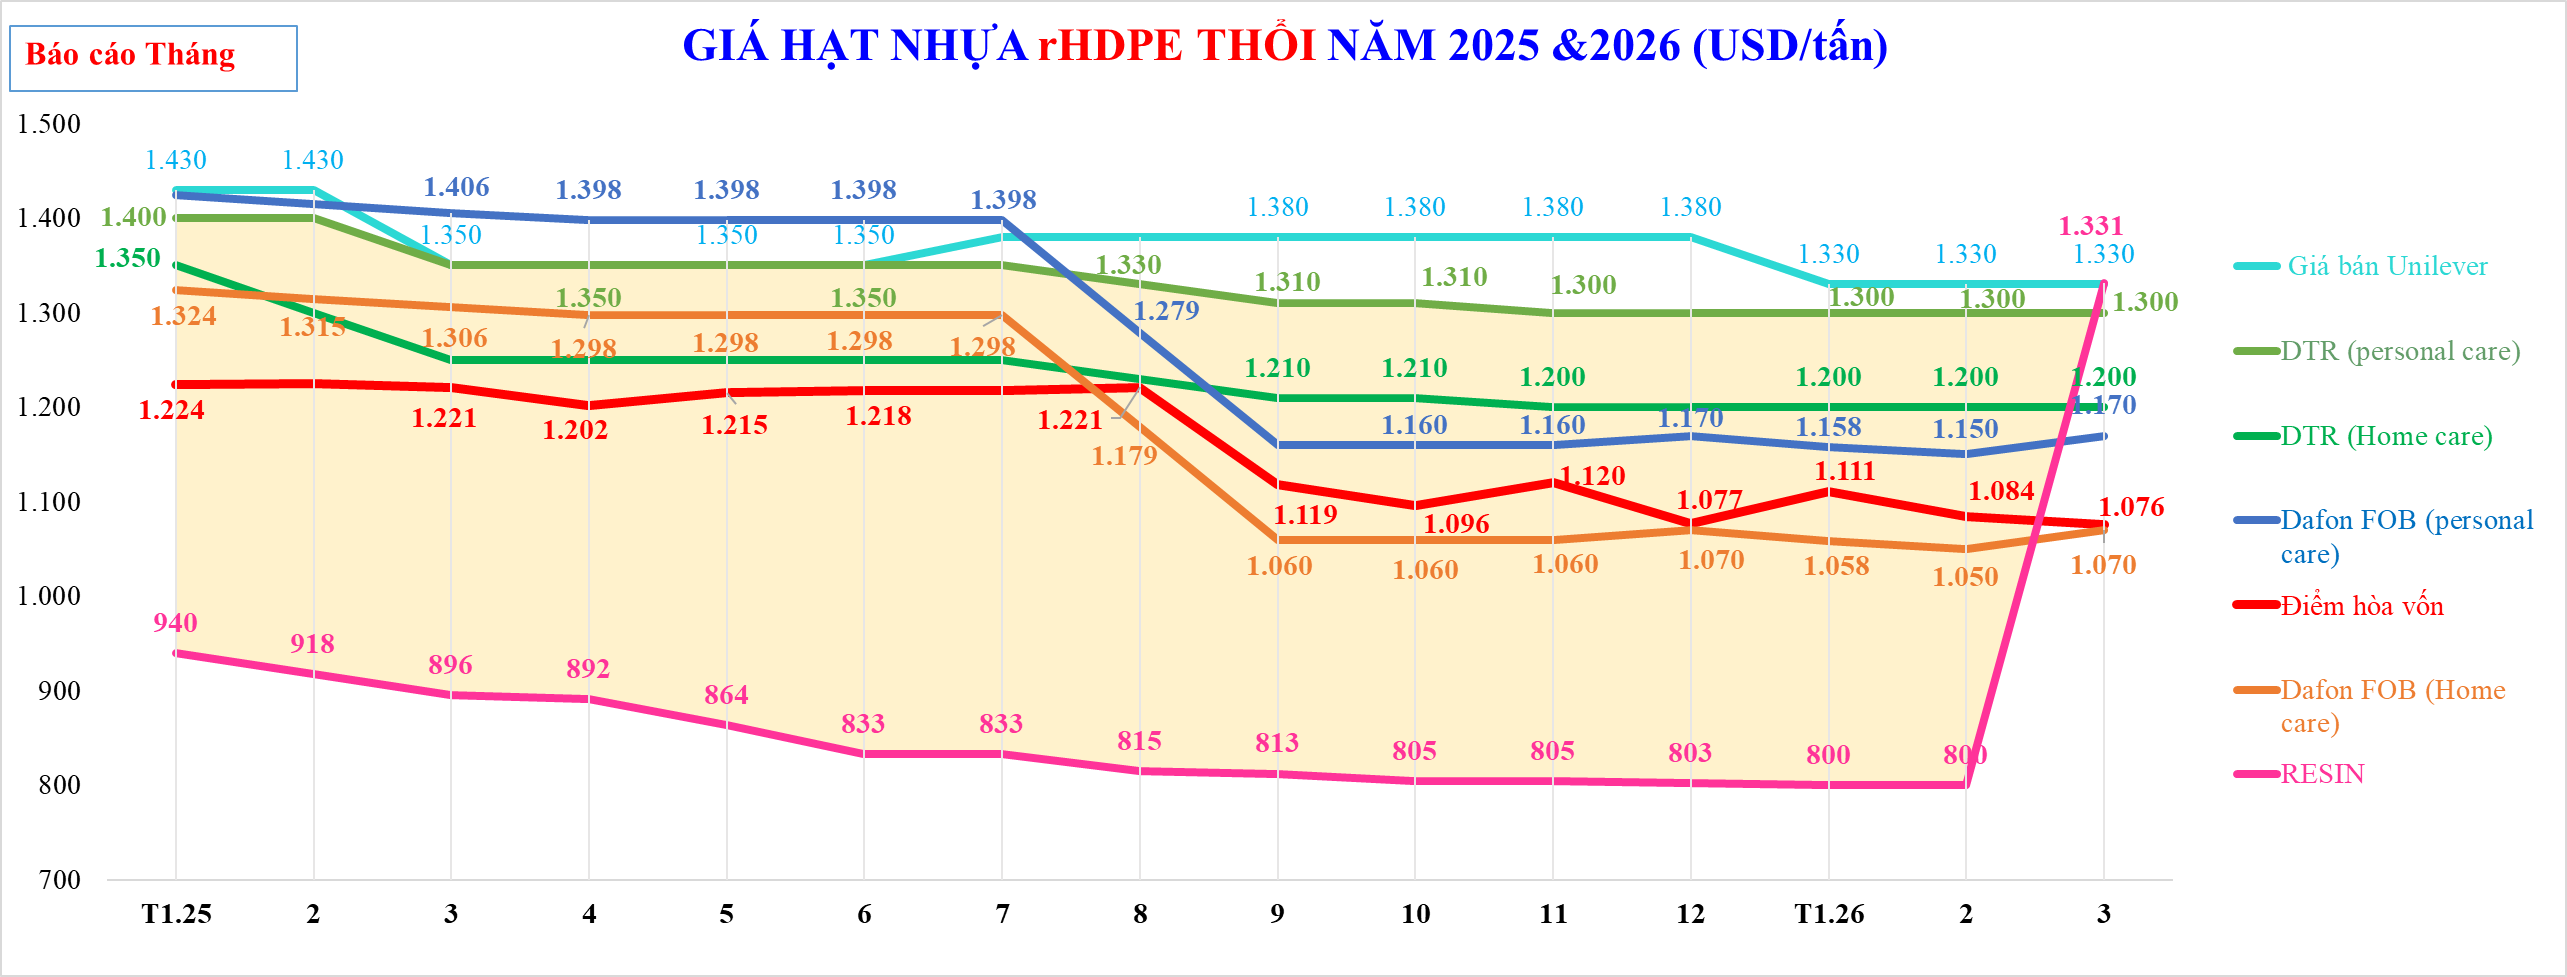 Báo cáo Tháng
GIÁ HẠT NHỰA rHDPE THỔI NĂM 2025 &2026 (USD/tấn)
1.500
1.400
1.300
1.200
1.100
1.000
900
800
700
1.430 1.430 1.350 1.350 1.350 1.380 1.380 1.380 1.380 1.330 1.330 1.330
1.400 1.350 1.350 1.330 1.310 1.310 1.300 1.300 1.300 1.300
1.350 1.210 1.210 1.200 1.200 1.200 1.200
1.406 1.398 1.398 1.398 1.398 1.279 1.160 1.160 1.170 1.158 1.150 1.170
1.224 1.221 1.202 1.215 1.218 1.221 1.119 1.096 1.120 1.077 1.111 1.084 1.076
1.324 1.315 1.306 1.298 1.298 1.298 1.298 1.179 1.060 1.060 1.060 1.070 1.058 1.050 1.070
940 918 896 892 864 833 833 815 813 805 805 803 800 800 1.331
T1.25 2 3 4 5 6 7 8 9 10 11 12 T1.26 2 3
Giá bán Unilever
DTR (personal care)
DTR (Home care)
Dafon FOB (personal
care)
Điểm hòa vốn
Dafon FOB (Home
care)
RESIN